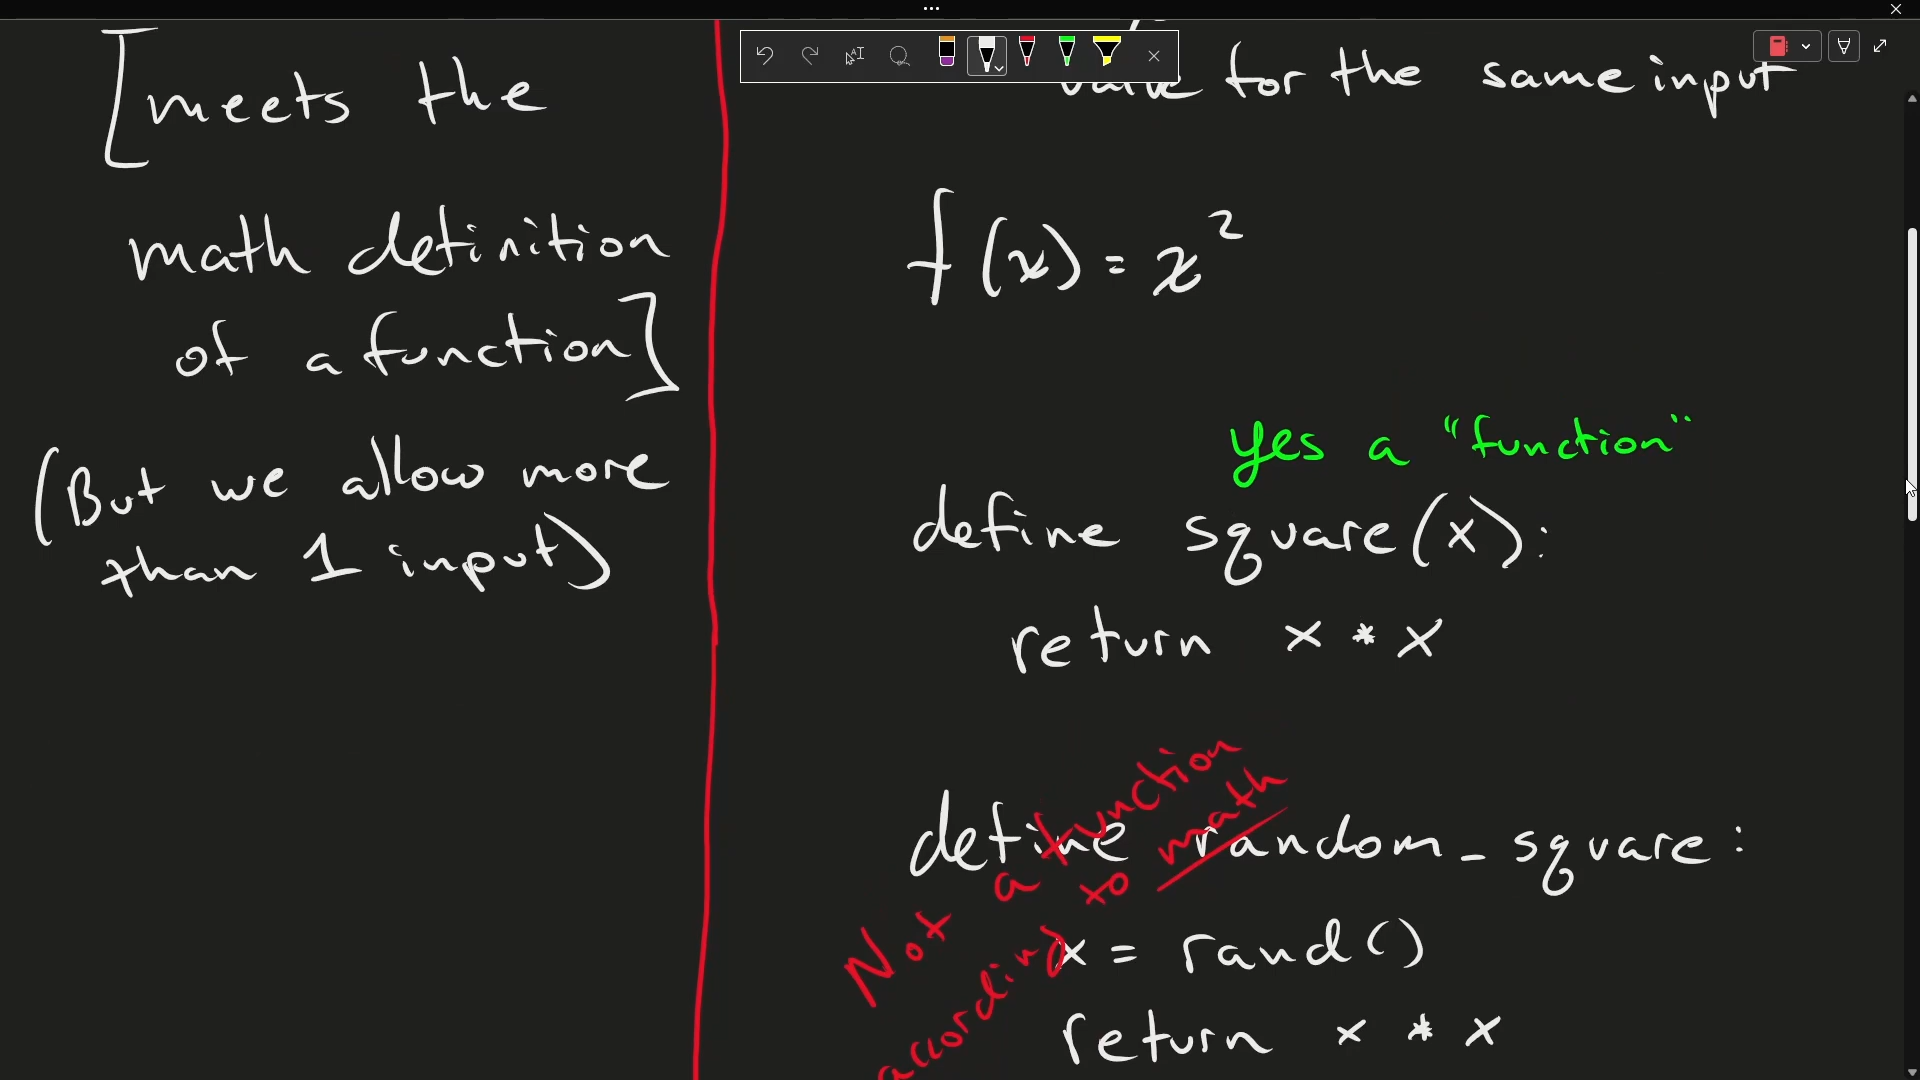 [meets the
math definition
of a function]
(But we allow more
than 1 input)
for the same input
f(x) = x²
yes a "function"
define square(x):
return x * x
Not a function
according to math
define random_square:
x = rand()
return x * x